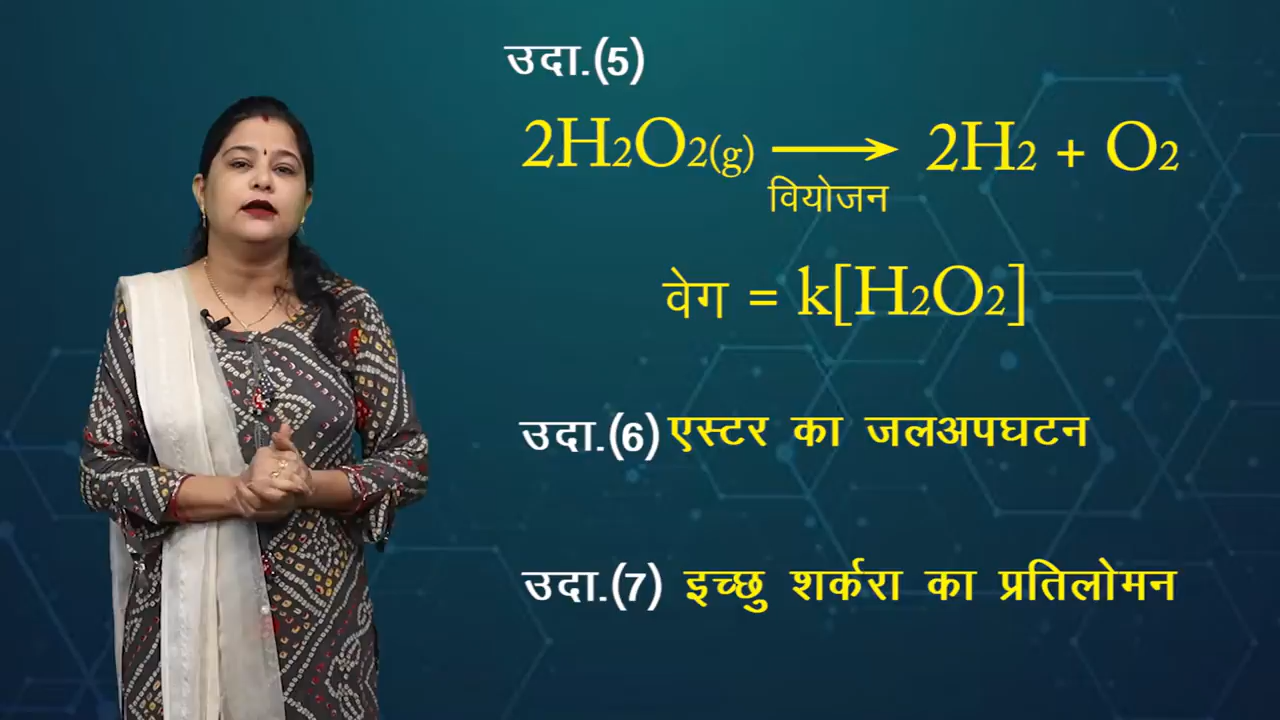 उदा.(5)
2H₂O₂(g) ⟶ 2H₂ + O₂
वियोजन
वेग = k[H₂O₂]
उदा.(6) एस्टर का जलअपघटन
उदा.(7) इच्छु शर्करा का प्रतिलोमन